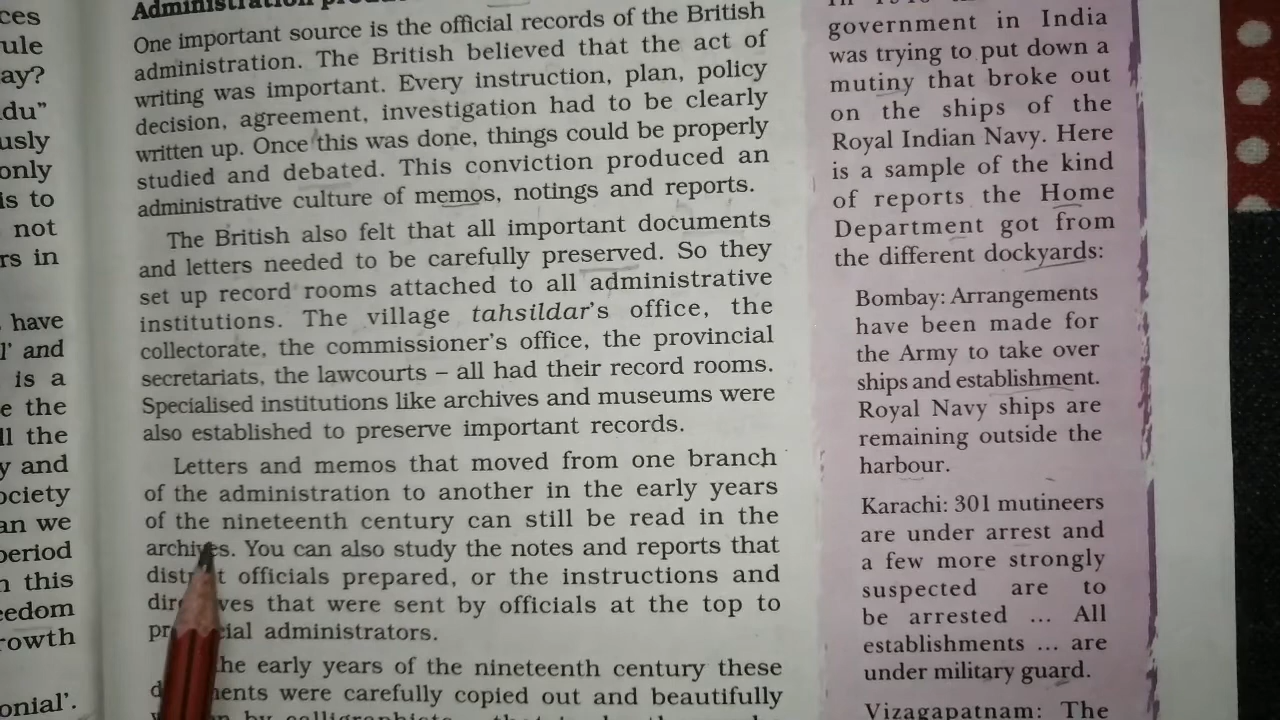 ces
ule
ay?
du"
usly
only
is to
not
rs in
have
l' and
is a
e the
ll the
y and
ociety
an we
period
n this
eedom
rowth
onial'.
Administration
One important source is the official records of the British
administration. The British believed that the act of
writing was important. Every instruction, plan, policy
decision, agreement, investigation had to be clearly
written up. Once this was done, things could be properly
studied and debated. This conviction produced an
administrative culture of memos, notings and reports.
The British also felt that all important documents
and letters needed to be carefully preserved. So they
set up record rooms attached to all administrative
institutions. The village tahsildar's office, the
collectorate, the commissioner's office, the provincial
secretariats, the lawcourts – all had their record rooms.
Specialised institutions like archives and museums were
also established to preserve important records.
Letters and memos that moved from one branch
of the administration to another in the early years
of the nineteenth century can still be read in the
archives. You can also study the notes and reports that
district officials prepared, or the instructions and
directives that were sent by officials at the top to
provincial administrators.
the early years of the nineteenth century these
documents were carefully copied out and beautifully
by calligraphists
government in India
was trying to put down a
mutiny that broke out
on the ships of the
Royal Indian Navy. Here
is a sample of the kind
of reports the Home
Department got from
the different dockyards:
Bombay: Arrangements
have been made for
the Army to take over
ships and establishment.
Royal Navy ships are
remaining outside the
harbour.
Karachi: 301 mutineers
are under arrest and
a few more strongly
suspected are to
be arrested ... All
establishments ... are
under military guard.
Vizagapatnam: The